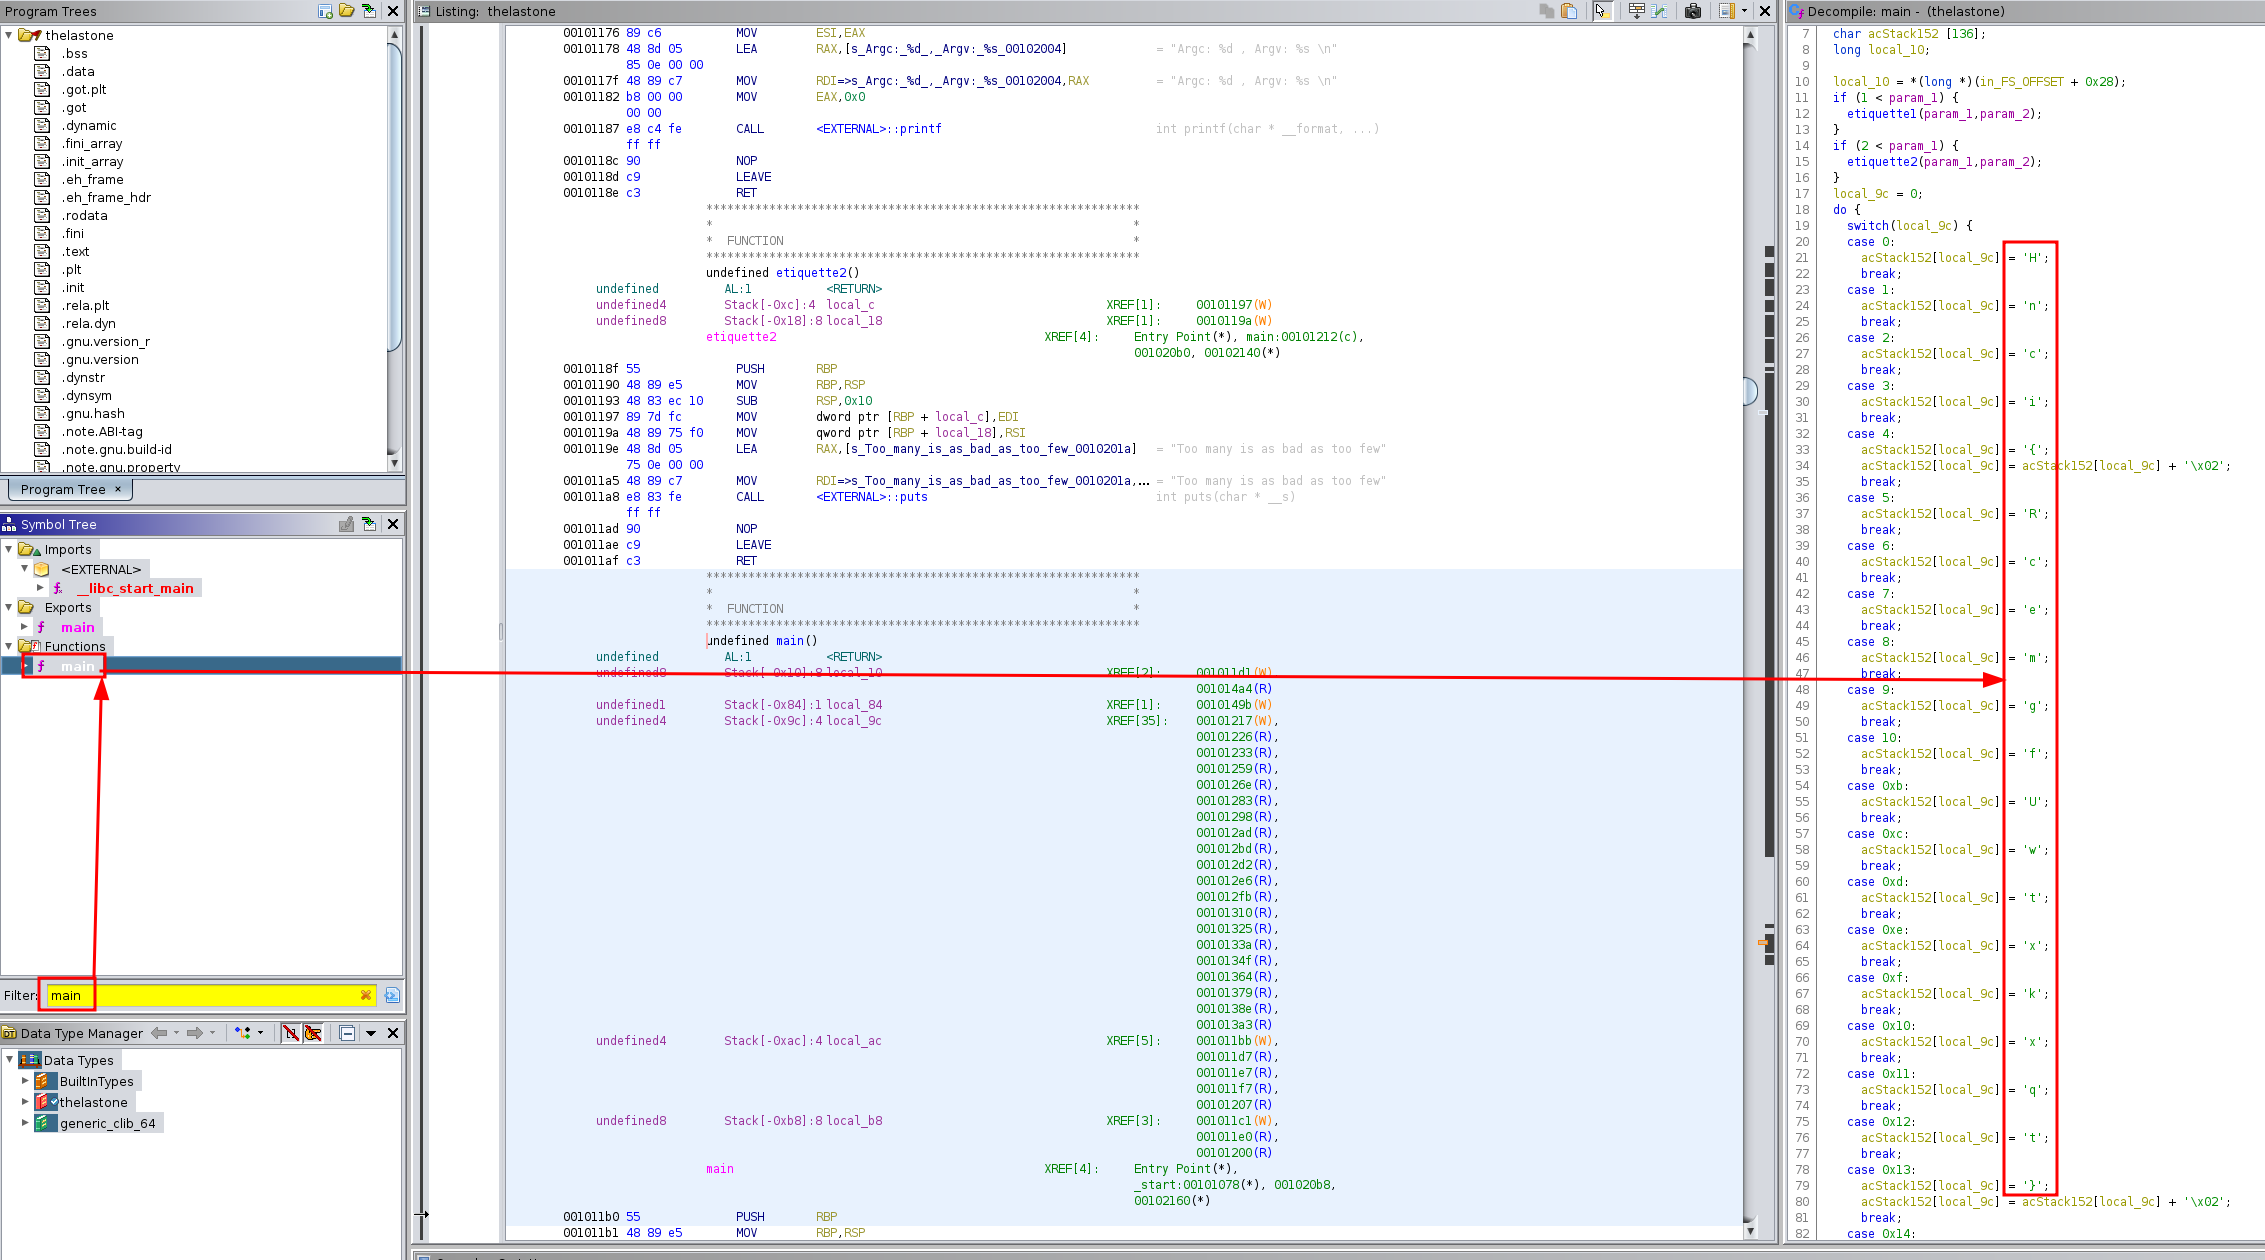 Program Trees
thelastone
.bss
.data
.got.plt
.got
.dynamic
.fini_array
.init_array
.eh_frame
.eh_frame_hdr
.rodata
.fini
.text
.plt
.init
.rela.plt
.rela.dyn
.gnu.version_r
.gnu.version
.dynstr
.dynsym
.gnu.hash
.note.ABI-tag
.note.gnu.build-id
.note.gnu.property
Program Tree ×
Symbol Tree
Imports
<EXTERNAL>
__libc_start_main
Exports
main
Functions
main
Filter: main
Data Type Manager
Data Types
BuiltInTypes
thelastone
generic_clib_64
Listing: thelastone
00101176 89 c6 MOV ESI,EAX
00101178 48 8d 05 LEA RAX,[s_Argc:_%d_,_Argv:_%s_00102004] = "Argc: %d , Argv: %s \n"
85 0e 00 00
0010117f 48 89 c7 MOV RDI=>s_Argc:_%d_,_Argv:_%s_00102004,RAX = "Argc: %d , Argv: %s \n"
00101182 b8 00 00 MOV EAX,0x0
00 00
00101187 e8 c4 fe CALL <EXTERNAL>::printf int printf(char * __format, ...)
ff ff
0010118c 90 NOP
0010118d c9 LEAVE
0010118e c3 RET
**************************************************************
* *
* FUNCTION *
**************************************************************
undefined etiquette2()
undefined AL:1 <RETURN>
undefined4 Stack[-0xc]:4 local_c XREF[1]: 00101197(W)
undefined8 Stack[-0x18]:8 local_18 XREF[1]: 0010119a(W)
etiquette2 XREF[4]: Entry Point(*), main:00101212(c),
001020b0, 00102140(*)
0010118f 55 PUSH RBP
00101190 48 89 e5 MOV RBP,RSP
00101193 48 83 ec 10 SUB RSP,0x10
00101197 89 7d fc MOV dword ptr [RBP + local_c],EDI
0010119a 48 89 75 f0 MOV qword ptr [RBP + local_18],RSI
0010119e 48 8d 05 LEA RAX,[s_Too_many_is_as_bad_as_too_few_0010201a] = "Too many is as bad as too few"
75 0e 00 00
001011a5 48 89 c7 MOV RDI=>s_Too_many_is_as_bad_as_too_few_0010201a,... = "Too many is as bad as too few"
001011a8 e8 83 fe CALL <EXTERNAL>::puts int puts(char * __s)
ff ff
001011ad 90 NOP
001011ae c9 LEAVE
001011af c3 RET
**************************************************************
* *
* FUNCTION *
**************************************************************
undefined main()
undefined AL:1 <RETURN>
undefined8 Stack[-0x10]:8 local_10 XREF[2]: 001011d1(W)
001014a4(R)
undefined1 Stack[-0x84]:1 local_84 XREF[1]: 0010149b(W)
undefined4 Stack[-0x9c]:4 local_9c XREF[35]: 00101217(W),
00101226(R),
00101233(R),
00101259(R),
0010126e(R),
00101283(R),
00101298(R),
001012ad(R),
001012bd(R),
001012d2(R),
001012e6(R),
001012fb(R),
00101310(R),
00101325(R),
0010133a(R),
0010134f(R),
00101364(R),
00101379(R),
0010138e(R),
001013a3(R)
undefined4 Stack[-0xac]:4 local_ac XREF[5]: 001011bb(W),
001011d7(R),
001011e7(R),
001011f7(R),
00101207(R)
undefined8 Stack[-0xb8]:8 local_b8 XREF[3]: 001011c1(W),
001011e0(R),
00101200(R)
main XREF[4]: Entry Point(*),
_start:00101078(*), 001020b8,
00102160(*)
001011b0 55 PUSH RBP
001011b1 48 89 e5 MOV RBP,RSP
Decompile: main - (thelastone)
7 char acStack152 [136];
8 long local_10;
9
10 local_10 = *(long *)(in_FS_OFFSET + 0x28);
11 if (1 < param_1) {
12 etiquette1(param_1,param_2);
13 }
14 if (2 < param_1) {
15 etiquette2(param_1,param_2);
16 }
17 local_9c = 0;
18 do {
19 switch(local_9c) {
20 case 0:
21 acStack152[local_9c] = 'H';
22 break;
23 case 1:
24 acStack152[local_9c] = 'n';
25 break;
26 case 2:
27 acStack152[local_9c] = 'c';
28 break;
29 case 3:
30 acStack152[local_9c] = 'i';
31 break;
32 case 4:
33 acStack152[local_9c] = '{';
34 acStack152[local_9c] = acStack152[local_9c] + '\x02';
35 break;
36 case 5:
37 acStack152[local_9c] = 'R';
38 break;
39 case 6:
40 acStack152[local_9c] = 'c';
41 break;
42 case 7:
43 acStack152[local_9c] = 'e';
44 break;
45 case 8:
46 acStack152[local_9c] = 'm';
47 break;
48 case 9:
49 acStack152[local_9c] = 'g';
50 break;
51 case 10:
52 acStack152[local_9c] = 'f';
53 break;
54 case 0xb:
55 acStack152[local_9c] = 'U';
56 break;
57 case 0xc:
58 acStack152[local_9c] = 'w';
59 break;
60 case 0xd:
61 acStack152[local_9c] = 't';
62 break;
63 case 0xe:
64 acStack152[local_9c] = 'x';
65 break;
66 case 0xf:
67 acStack152[local_9c] = 'k';
68 break;
69 case 0x10:
70 acStack152[local_9c] = 'x';
71 break;
72 case 0x11:
73 acStack152[local_9c] = 'q';
74 break;
75 case 0x12:
76 acStack152[local_9c] = 't';
77 break;
78 case 0x13:
79 acStack152[local_9c] = '}';
80 acStack152[local_9c] = acStack152[local_9c] + '\x02';
81 break;
82 case 0x14: